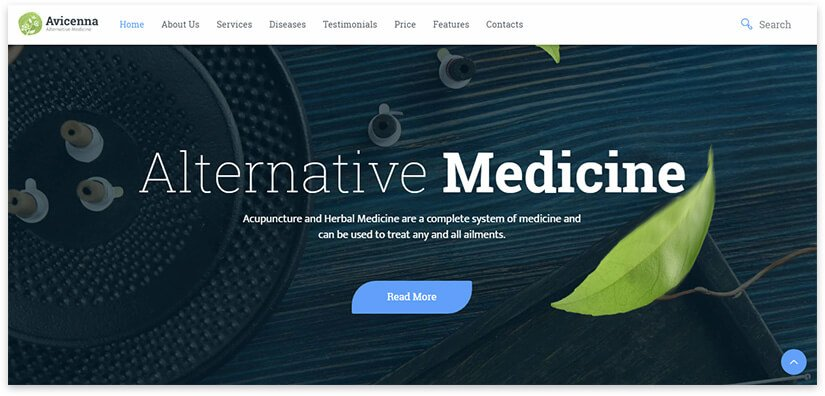 Avicenna
Alternative Medicine
Home About Us Services Diseases Testimonials Price Features Contacts Search
Alternative Medicine
Acupuncture and Herbal Medicine are a complete system of medicine and
can be used to treat any and all ailments.
Read More